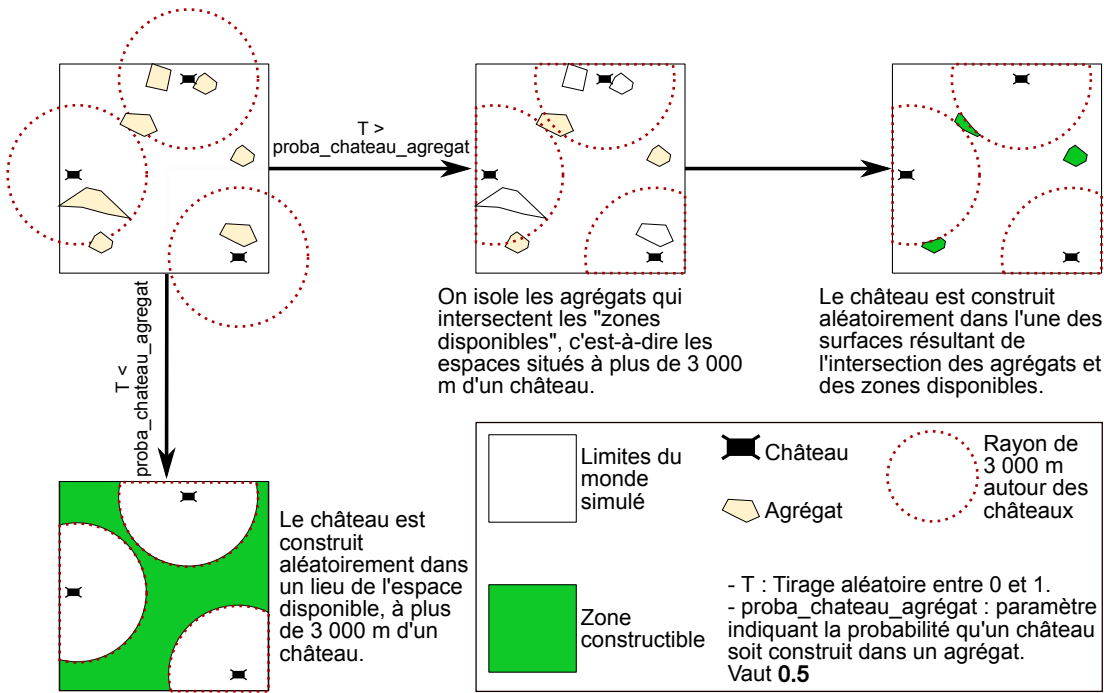 T >
proba_chateau_agregat
T <
proba_chateau_agregat
On isole les agrégats qui
intersectent les "zones
disponibles", c'est-à-dire les
espaces situés à plus de 3 000
m d'un château.
Le château est construit
aléatoirement dans l'une des
surfaces résultant de
l'intersection des agrégats et
des zones disponibles.
Le château est
construit
aléatoirement dans
un lieu de l'espace
disponible, à plus
de 3 000 m d'un
château.
Limites du
monde
simulé
Château
Agrégat
Rayon de
3 000 m
autour des
châteaux
Zone
constructible
- T : Tirage aléatoire entre 0 et 1.
- proba_chateau_agrégat : paramètre
indiquant la probabilité qu'un château
soit construit dans un agrégat.
Vaut 0.5